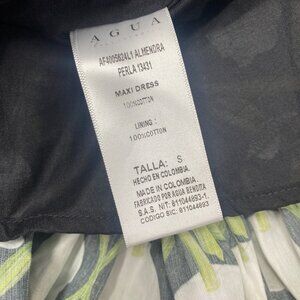 AGUA
AF4005624L1 ALMENDRA
PERLA 13431
MAXI DRESS
100%COTTON
LINING :
100%COTTON
TALLA: S
HECHO EN COLOMBIA.
MADE IN COLOMBIA.
FABRICADO POR AGUA BENDITA
S.A.S. NIT: 811044893-1.
CODIGO SIC: 811044893